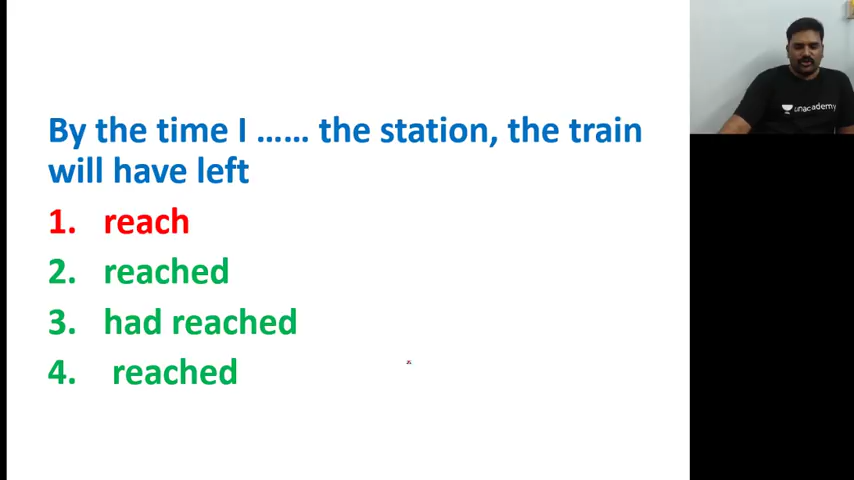 By the time I ...... the station, the train
will have left
1. reach
2. reached
3. had reached
4. reached
unacademy